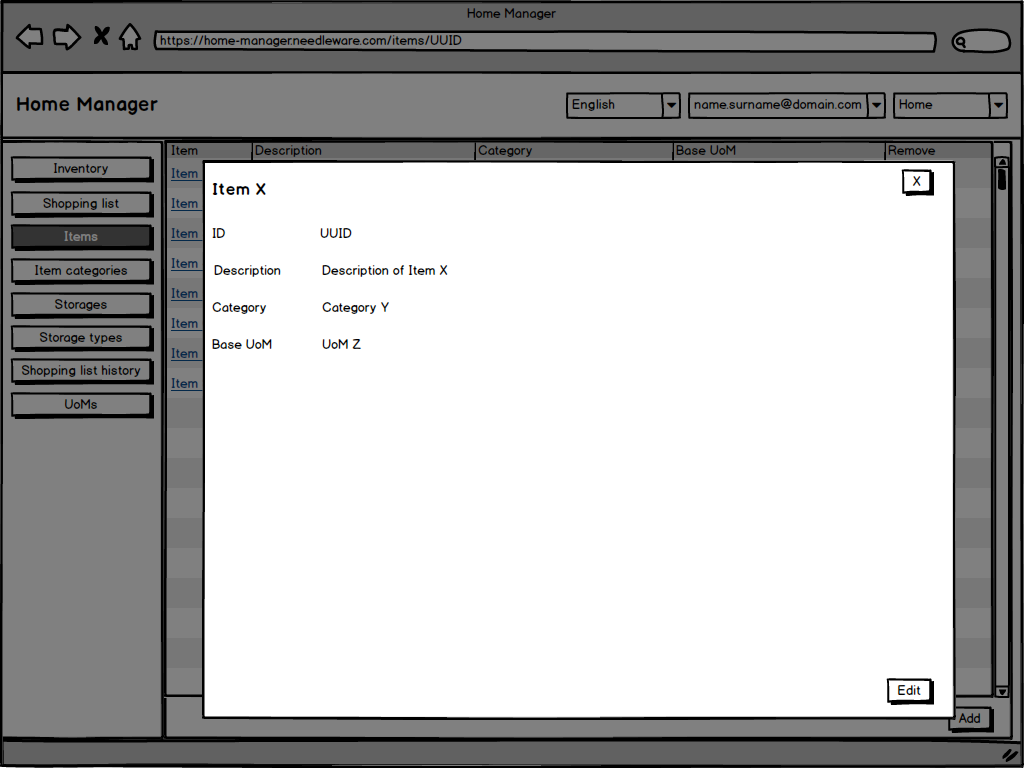 Home Manager
https://home-manager.needleware.com/items/UUID
Home Manager
English
name.surname@domain.com
Home
Inventory
Shopping list
Items
Item categories
Storages
Storage types
Shopping list history
UoMs
Item Description Category Base UoM Remove
Item
Item
Item
Item
Item
Item
Item
Item
Item X
X
ID UUID
Description Description of Item X
Category Category Y
Base UoM UoM Z
Edit
Add